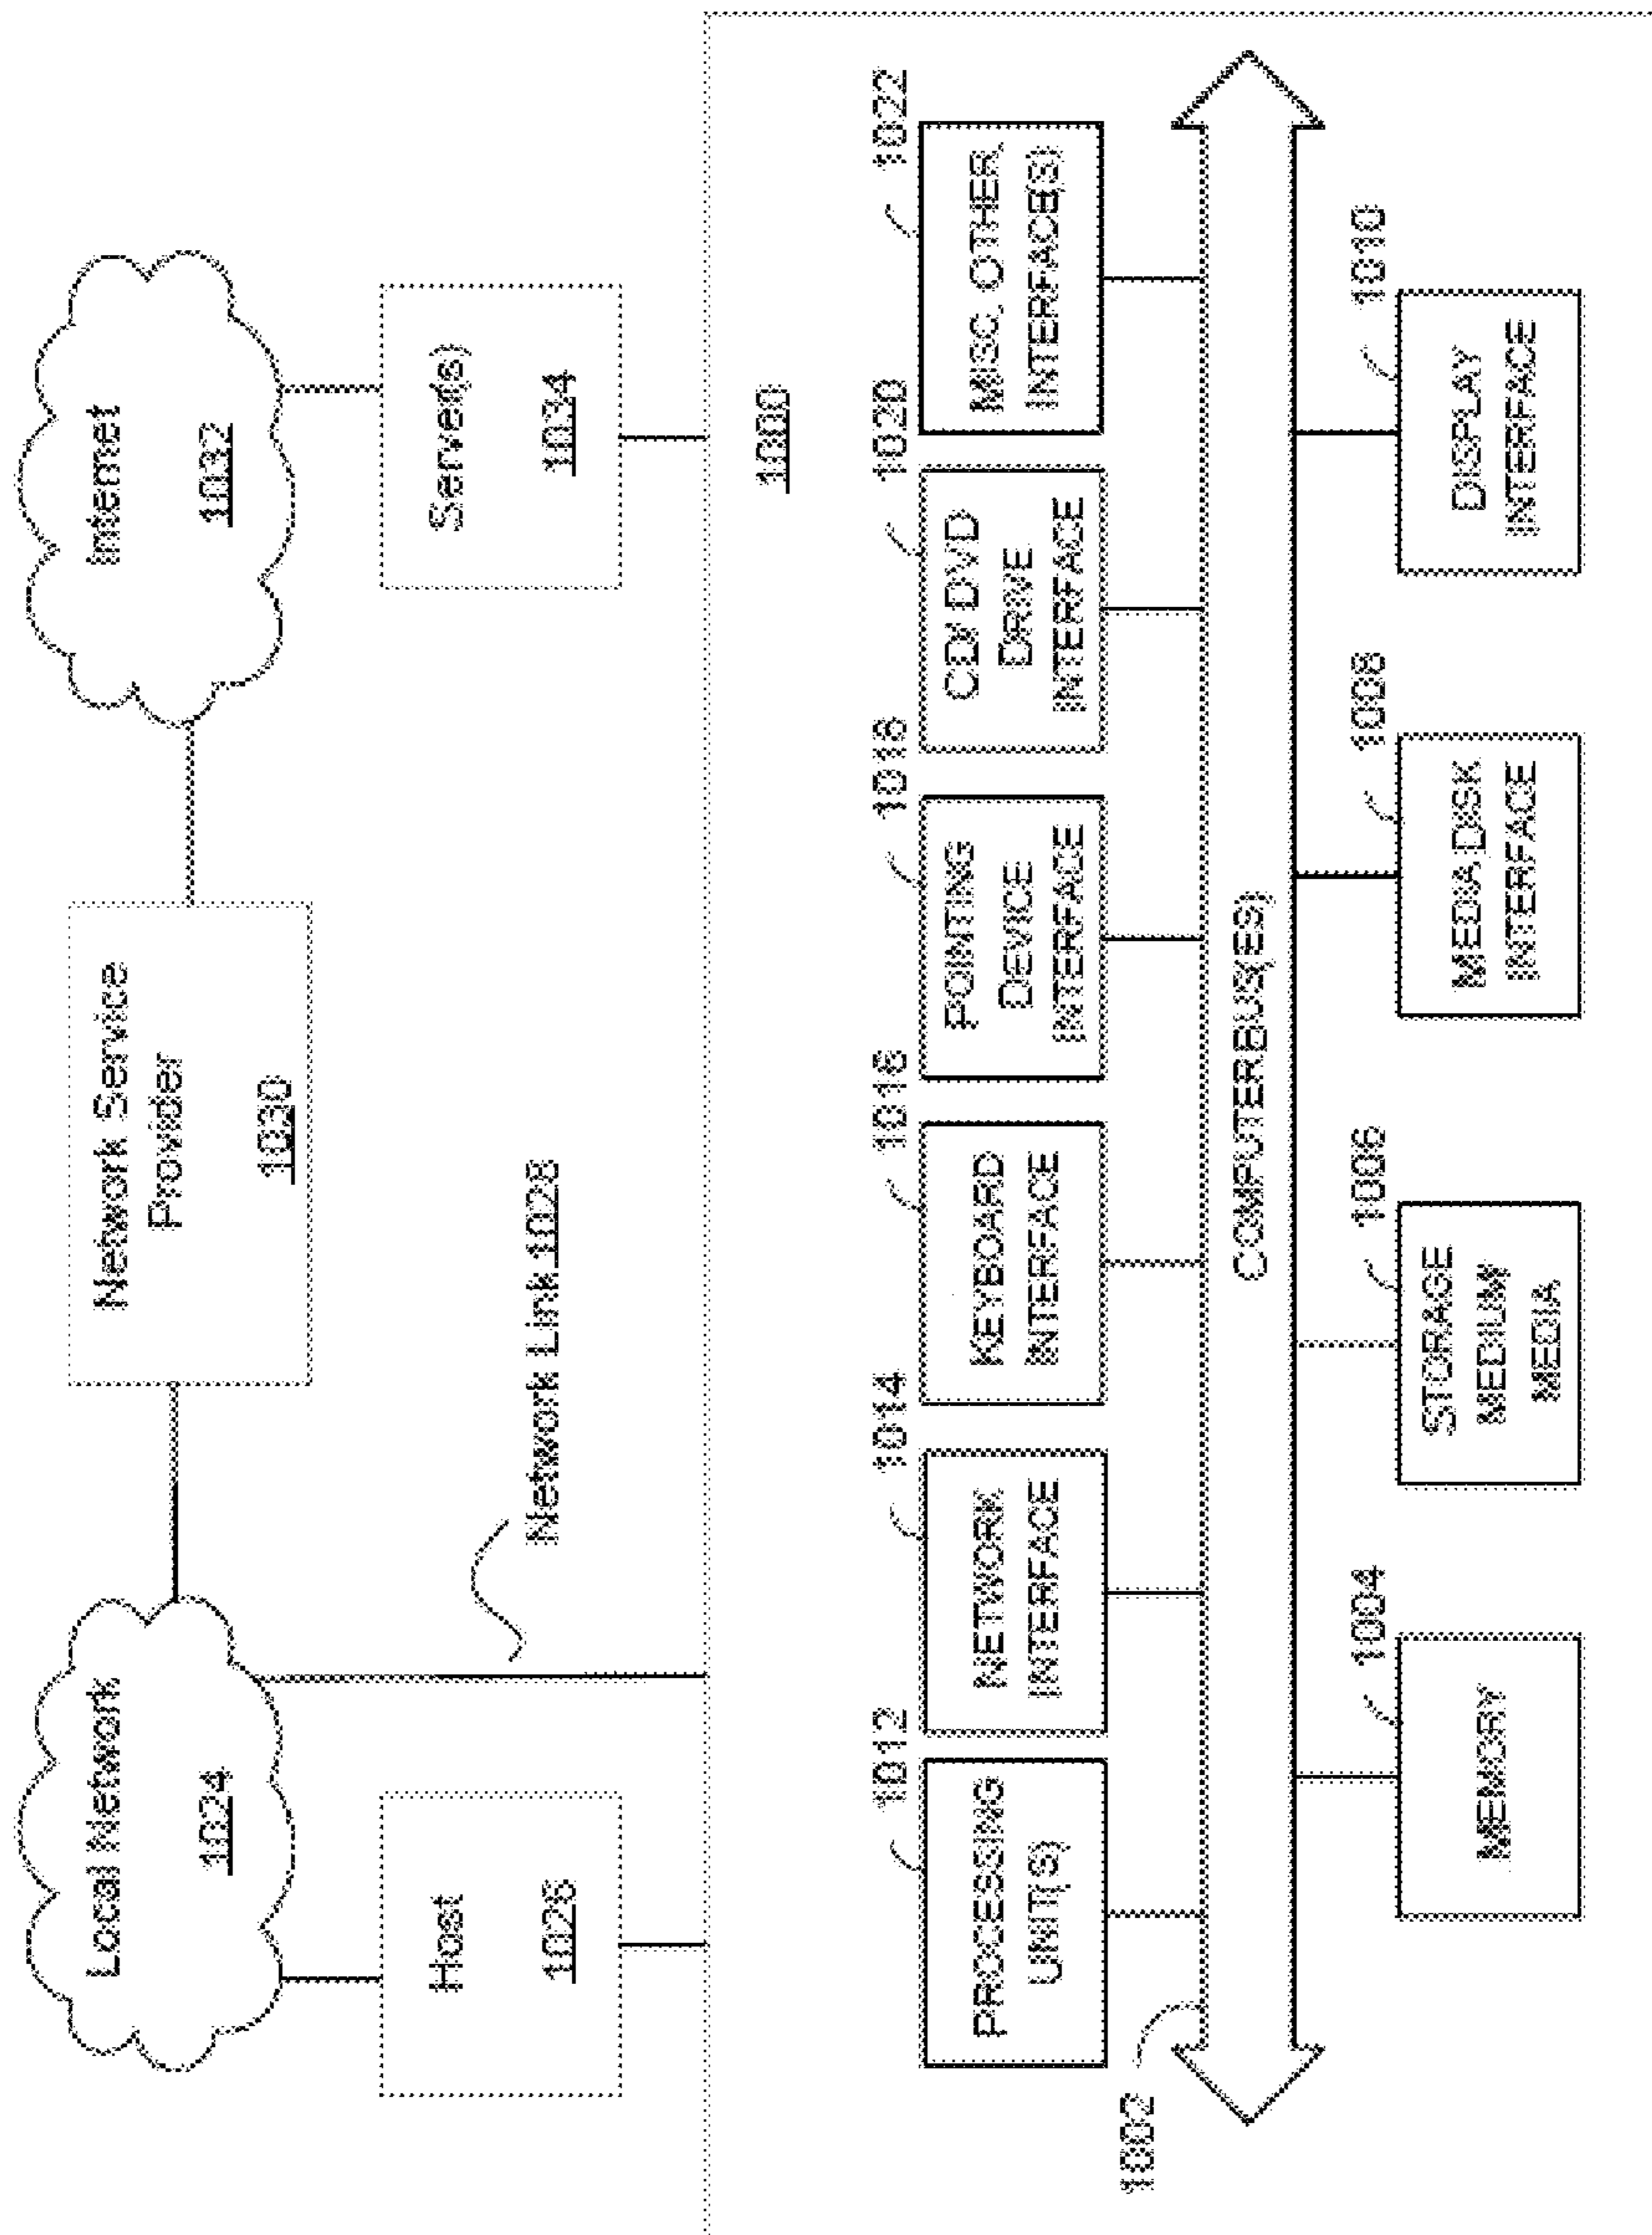 Local Network
1024
Network Service
Provider
1030
Internet
1032
Host
1026
Network Link 1028
Server(s)
1034
1000
1012
1014
1016
1018
1020
1022
PROCESSING
UNIT(S)
NETWORK
INTERFACE
KEYBOARD
INTERFACE
POINTING
DEVICE
INTERFACE
CD/ DVD
DRIVE
INTERFACE
MISC. OTHER
INTERFACE(S)
1002
COMPUTER BUS(ES)
1004
1006
1008
1010
MEMORY
STORAGE
MEDIUM/
MEDIA
MEDIA DISK
INTERFACE
DISPLAY
INTERFACE